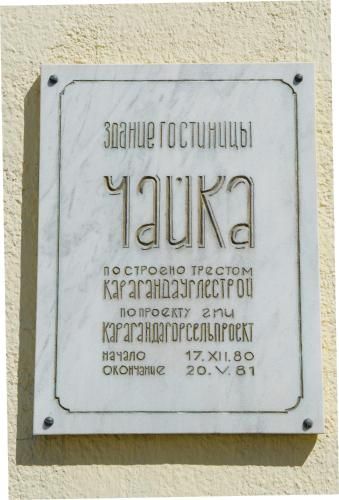 здание гостиницы
чайка
построено трестом
карагандауглестрой
по проекту гпи
карагандагорсельпроект
начало 17.XII.80
окончание 20.V.81